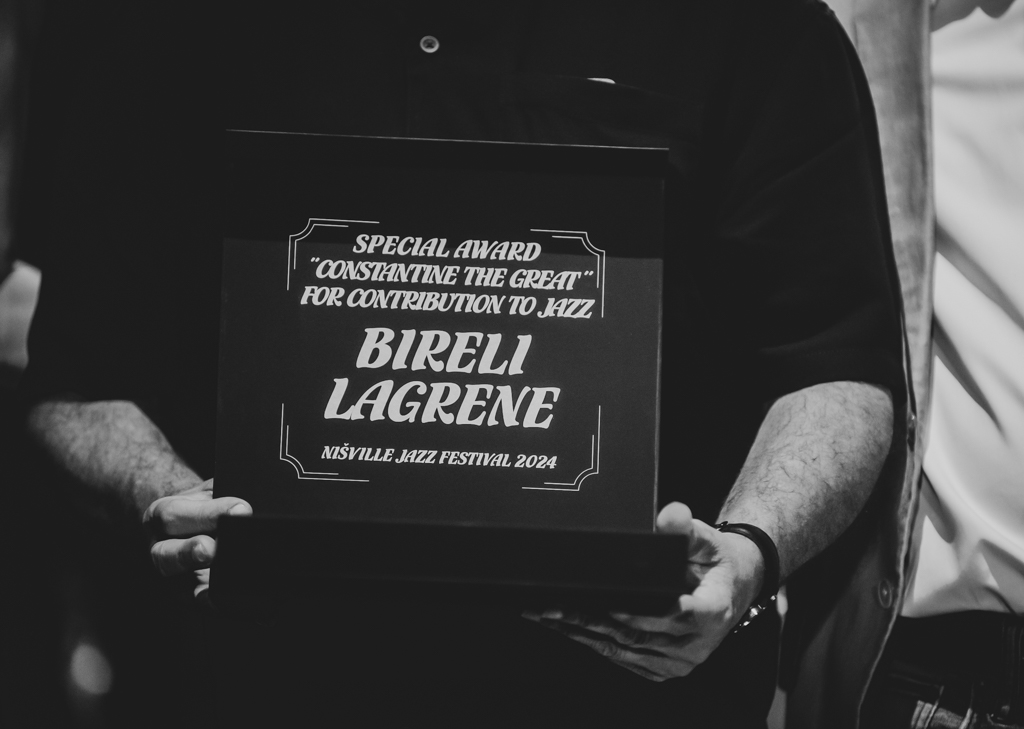 SPECIAL AWARD
"CONSTANTINE THE GREAT"
FOR CONTRIBUTION TO JAZZ
BIRELI
LAGRENE
NIŠVILLE JAZZ FESTIVAL 2024